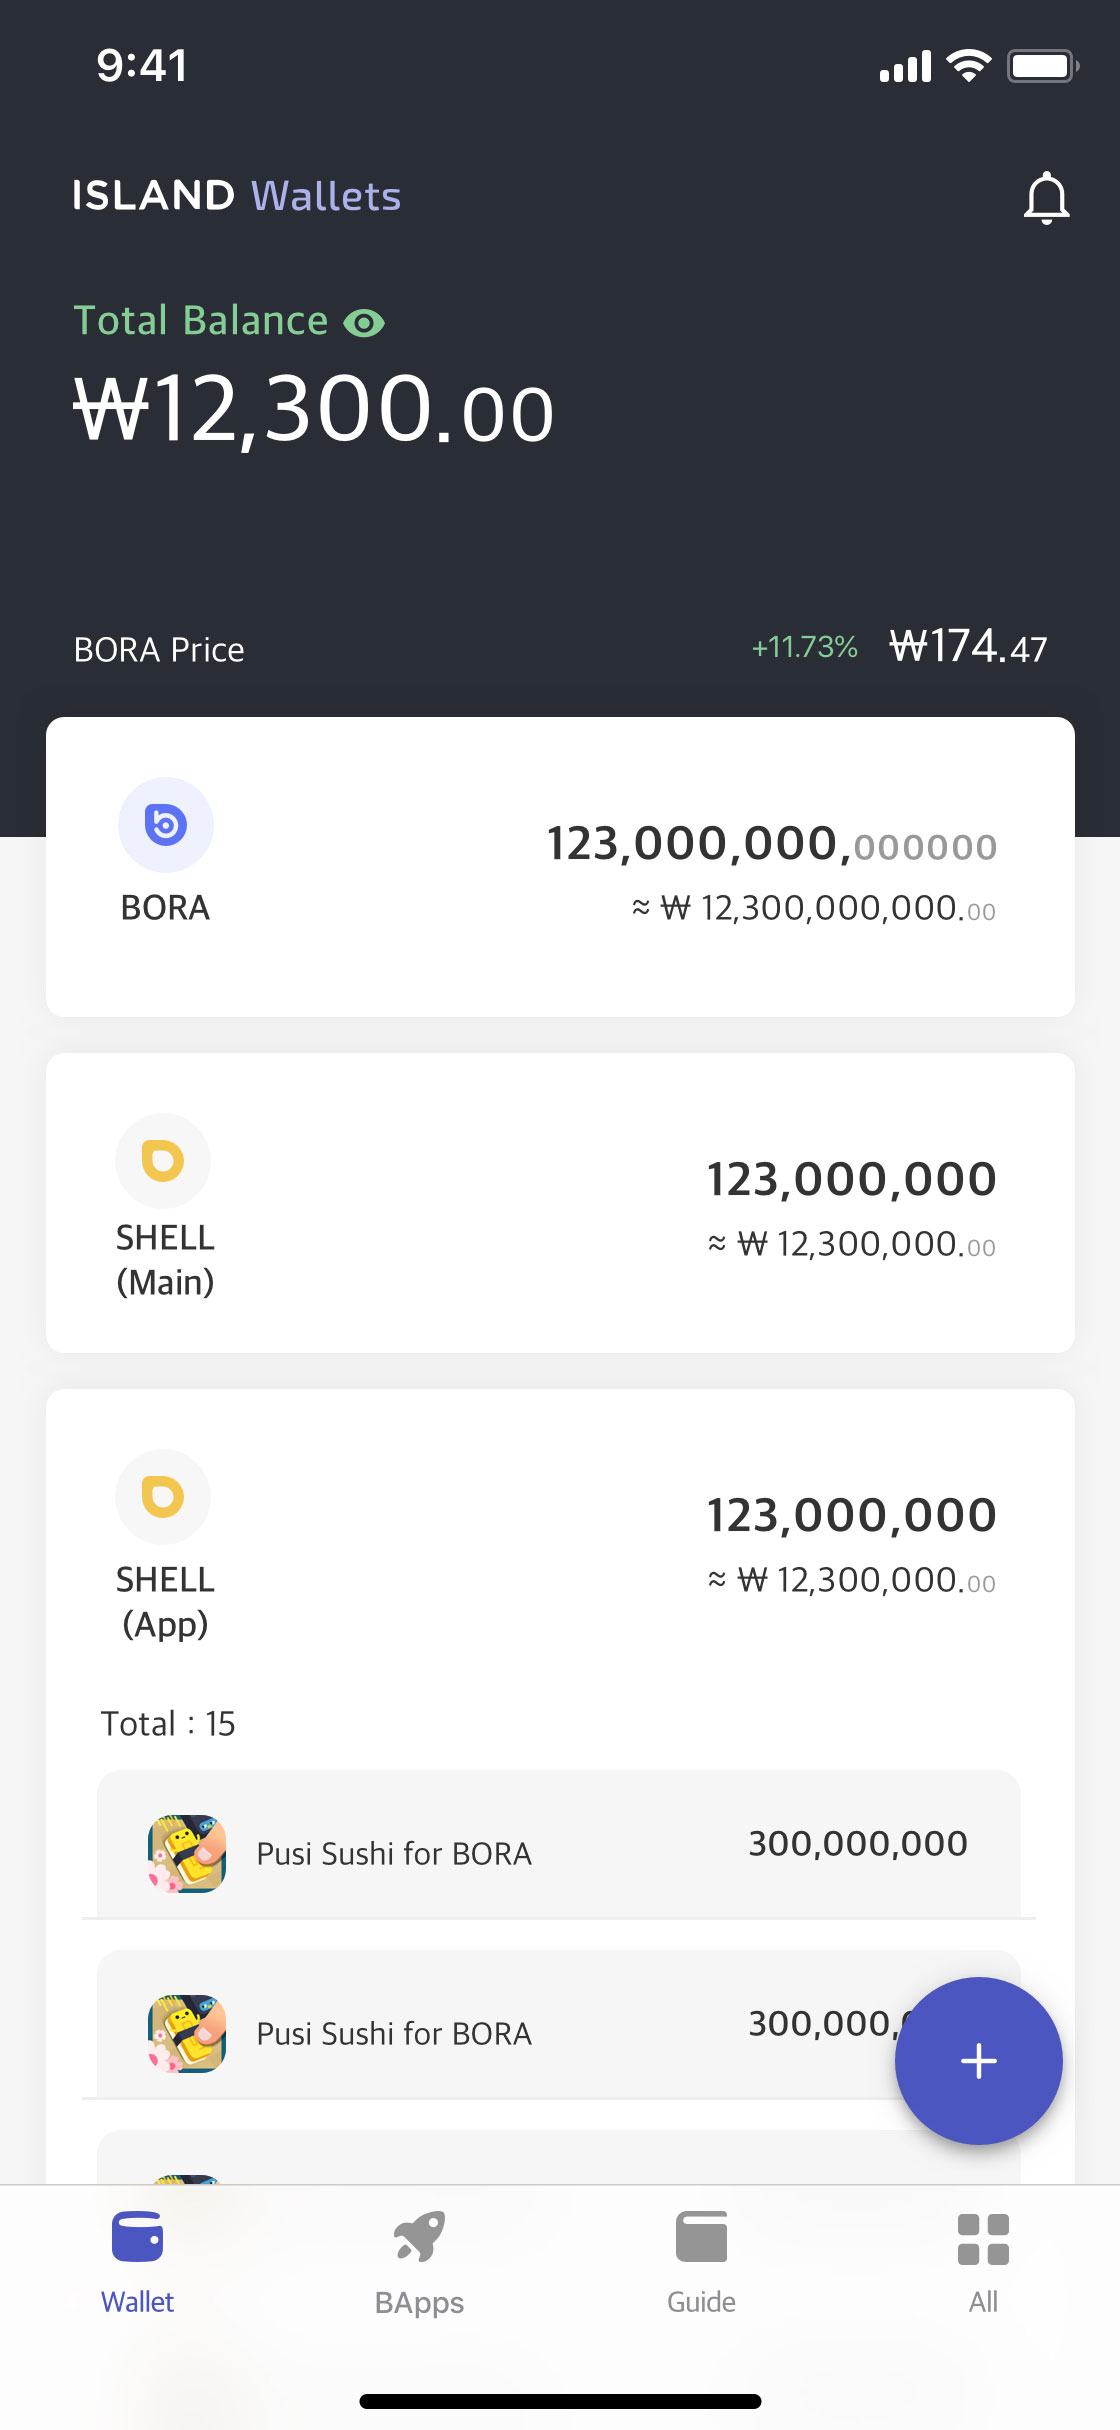 9:41
ISLAND Wallets
Total Balance
₩12,300.00
BORA Price +11.73% ₩174.47
123,000,000,000000
BORA ≈ ₩ 12,300,000,000.00
123,000,000
SHELL
≈ ₩ 12,300,000.00
(Main)
123,000,000
SHELL
≈ ₩ 12,300,000.00
(App)
Total : 15
Pusi Sushi for BORA 300,000,000
Pusi Sushi for BORA 300,000,
Wallet BApps Guide All